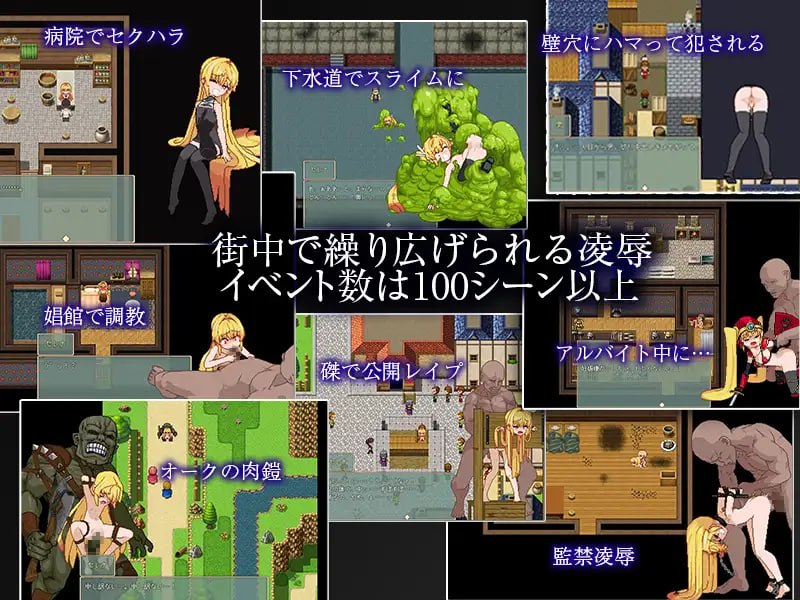 病院でセクハラ
下水道でスライムに
壁穴にハマって犯される
街中で繰り広げられる凌辱
イベント数は100シーン以上
娼館で調教
磔で公開レイプ
アルバイト中に…
オークの肉鎧
監禁凌辱